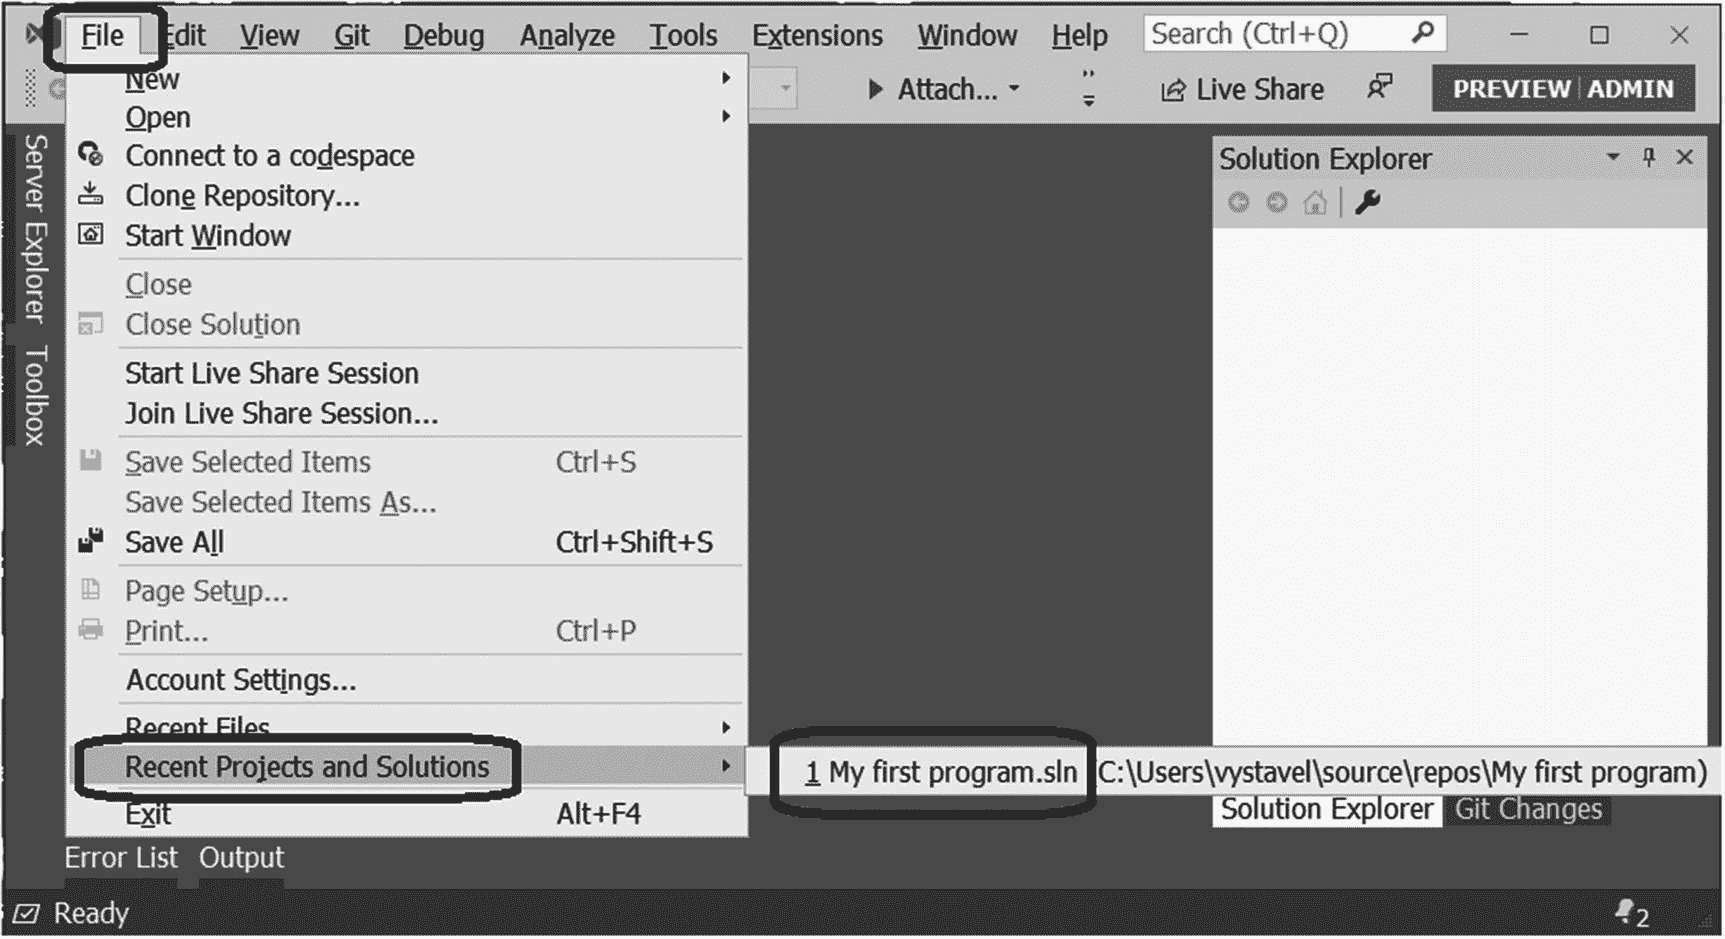 File Edit View Git Debug Analyze Tools Extensions Window Help Search (Ctrl+Q)
Attach... Live Share PREVIEW ADMIN
New
Open
Connect to a codespace
Clone Repository...
Start Window
Close
Close Solution
Start Live Share Session
Join Live Share Session...
Save Selected Items Ctrl+S
Save Selected Items As...
Save All Ctrl+Shift+S
Page Setup...
Print... Ctrl+P
Account Settings...
Recent Files
Recent Projects and Solutions
Exit Alt+F4
1 My first program.sln (C:\Users\vystavel\source\repos\My first program)
Server Explorer
Toolbox
Solution Explorer
Solution Explorer Git Changes
Error List Output
Ready 2